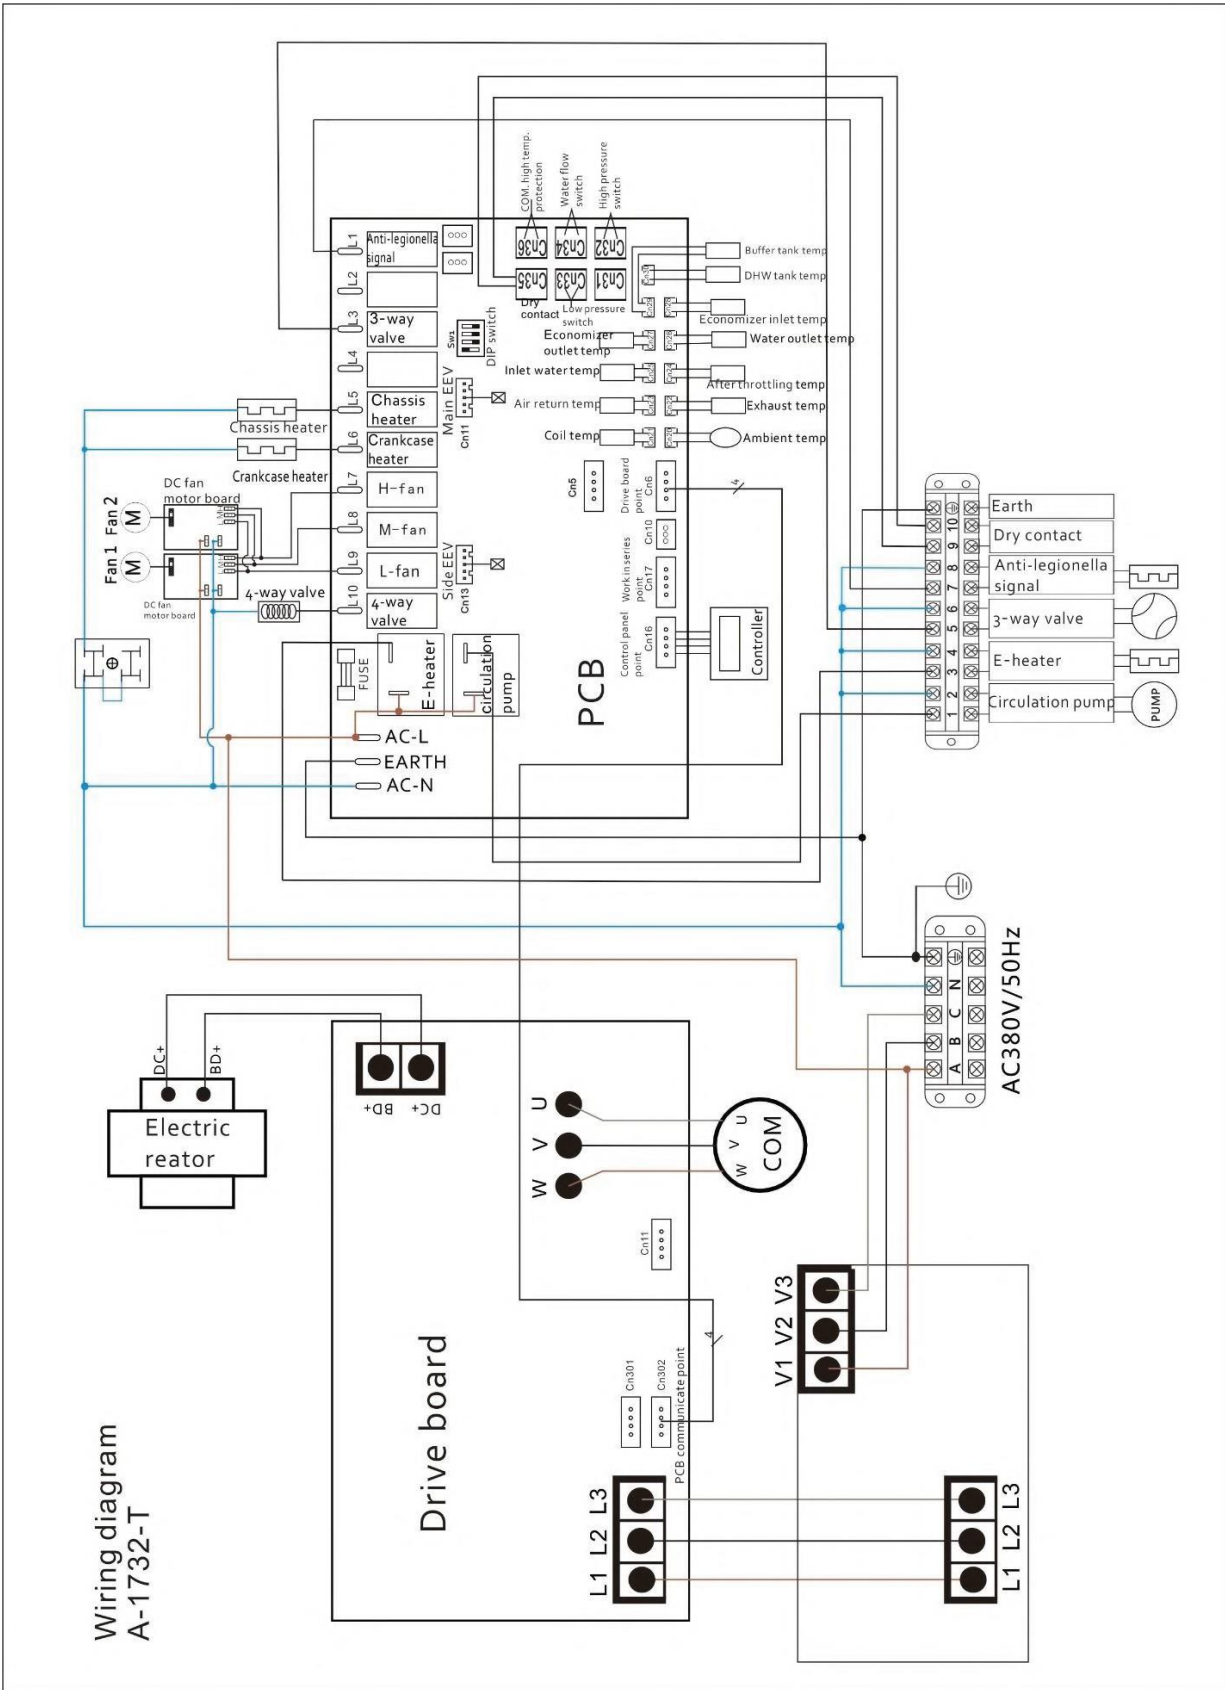 Wiring diagram
A-1732-T
COM. high temp.
protection
Water flow
switch
High pressure
switch
L1
Anti-legionella
signal
L2
L3
3-way
valve
L4
L5
Chassis
heater
L6
Crankcase
heater
L7
H-fan
L8
M-fan
L9
L-fan
L10
4-way
valve
Sw1
DIP switch
Main EEV
Cn11
Side EEV
Cn13
Cn36
Cn34
Cn32
Cn35
Cn33
Cn31
Dry
contact
Low pressure
switch
Cn30
Buffer tank temp
DHW tank temp
Economizer inlet temp
Economizer
outlet temp
Water outlet temp
Inlet water temp
After throttling temp
Air return temp
Exhaust temp
Coil temp
Ambient temp
Chassis heater
Crankcase heater
DC fan
motor board
Fan 2
M
Fan1
M
DC fan
motor board
4-way valve
Cn5
Drive board
point
Cn6
Cn10
Work in series
point
Cn17
Control panel
point
Cn16
4
Controller
FUSE
E-heater
circulation
pump
PCB
AC-L
EARTH
AC-N
Earth
10
Dry contact
9
8
Anti-legionella
signal
7
6
3-way valve
5
4
E-heater
3
2
Circulation pump
1
PUMP
N
C
B
A
AC380V/50Hz
DC+
BD+
Electric
reator
BD+
DC+
U
V
W
U
V
W
COM
Cn11
Drive board
Cn301
Cn302
PCB communicate point
4
L1 L2 L3
V1 V2 V3
L1 L2 L3